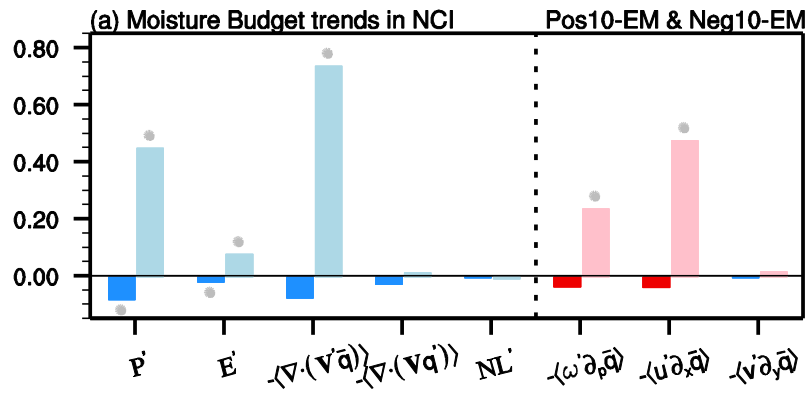 (a) Moisture Budget trends in NCI Pos10-EM & Neg10-EM
0.80
0.60
0.40
0.20
0.00
P' E' -⟨∇·(V'q̄)⟩ -⟨∇·(V̄q')⟩ NL' -⟨ω'∂ₚq̄⟩ -⟨u'∂ₓq̄⟩ -⟨v'∂ᵧq̄⟩